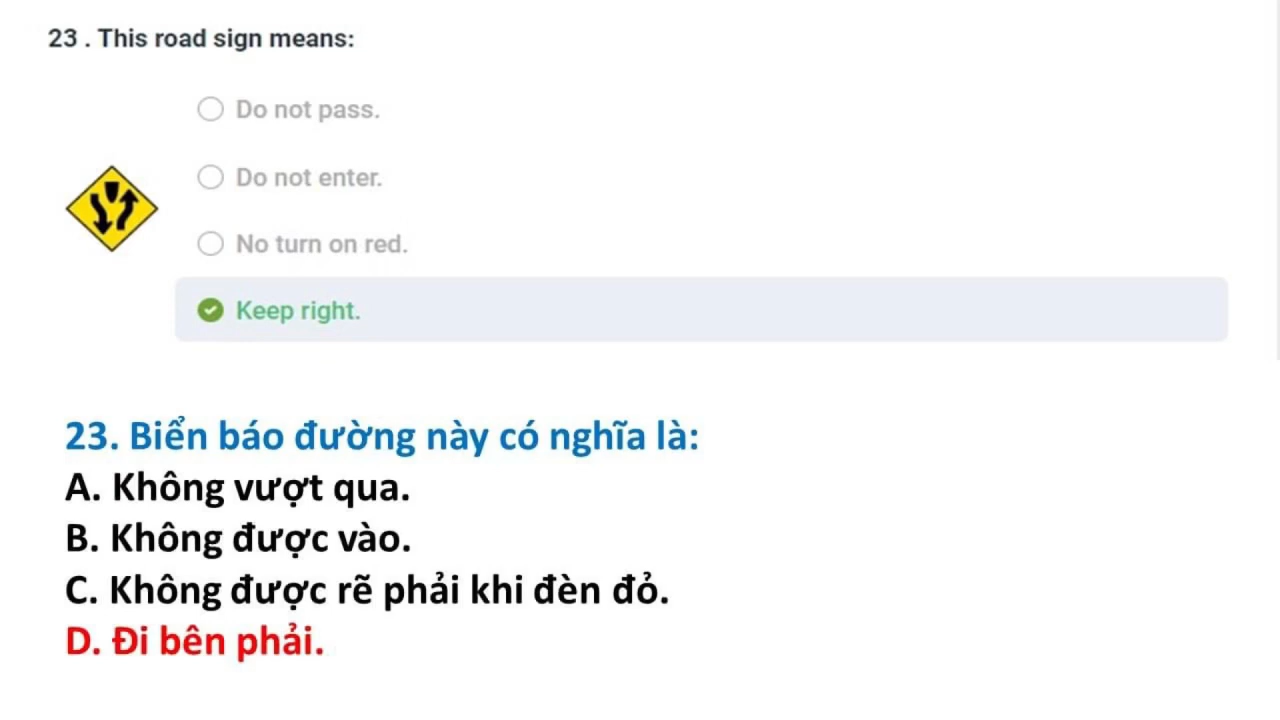 23 . This road sign means:
Do not pass.
Do not enter.
No turn on red.
Keep right.
23. Biển báo đường này có nghĩa là:
A. Không vượt qua.
B. Không được vào.
C. Không được rẽ phải khi đèn đỏ.
D. Đi bên phải.